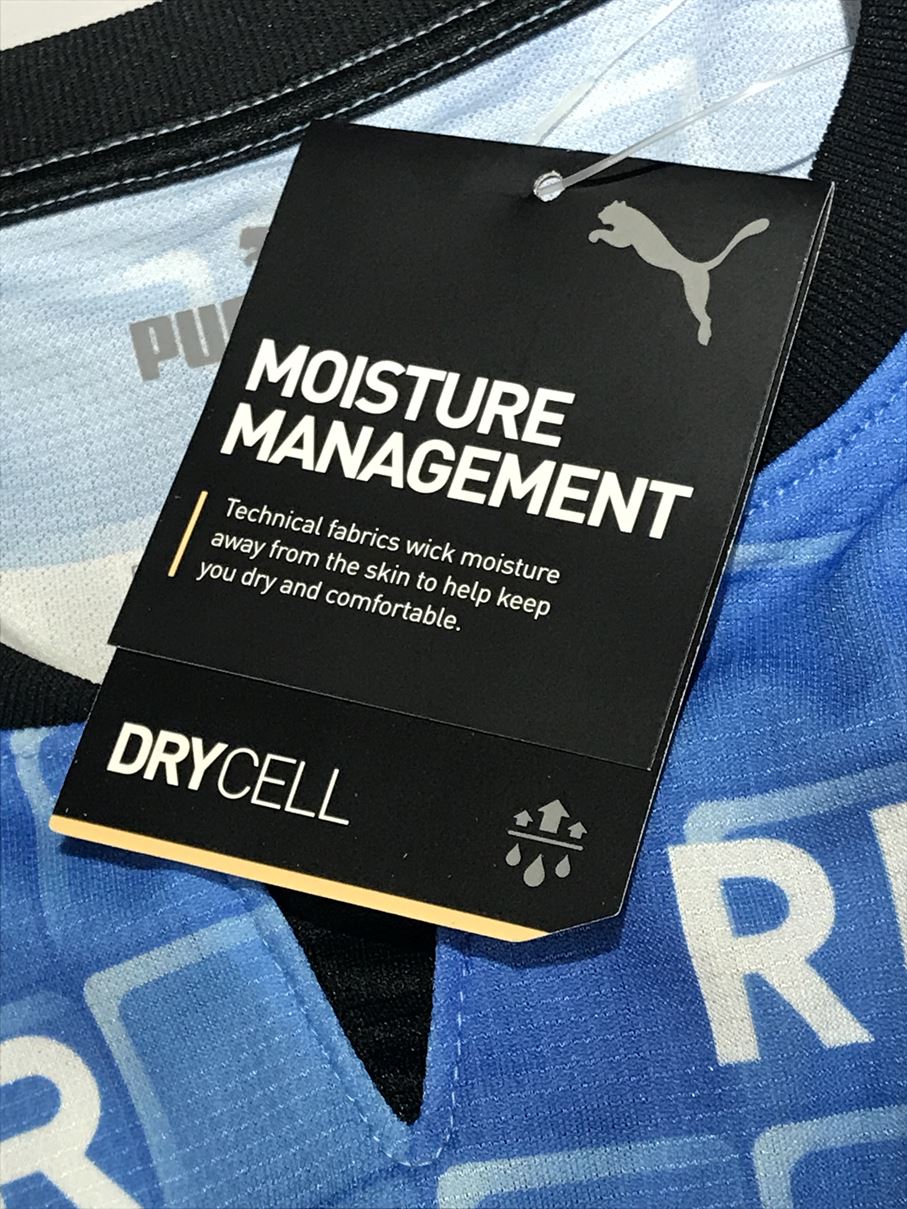 MOISTURE
MANAGEMENT
Technical fabrics wick moisture
away from the skin to help keep
you dry and comfortable.
DRYCELL
R
R